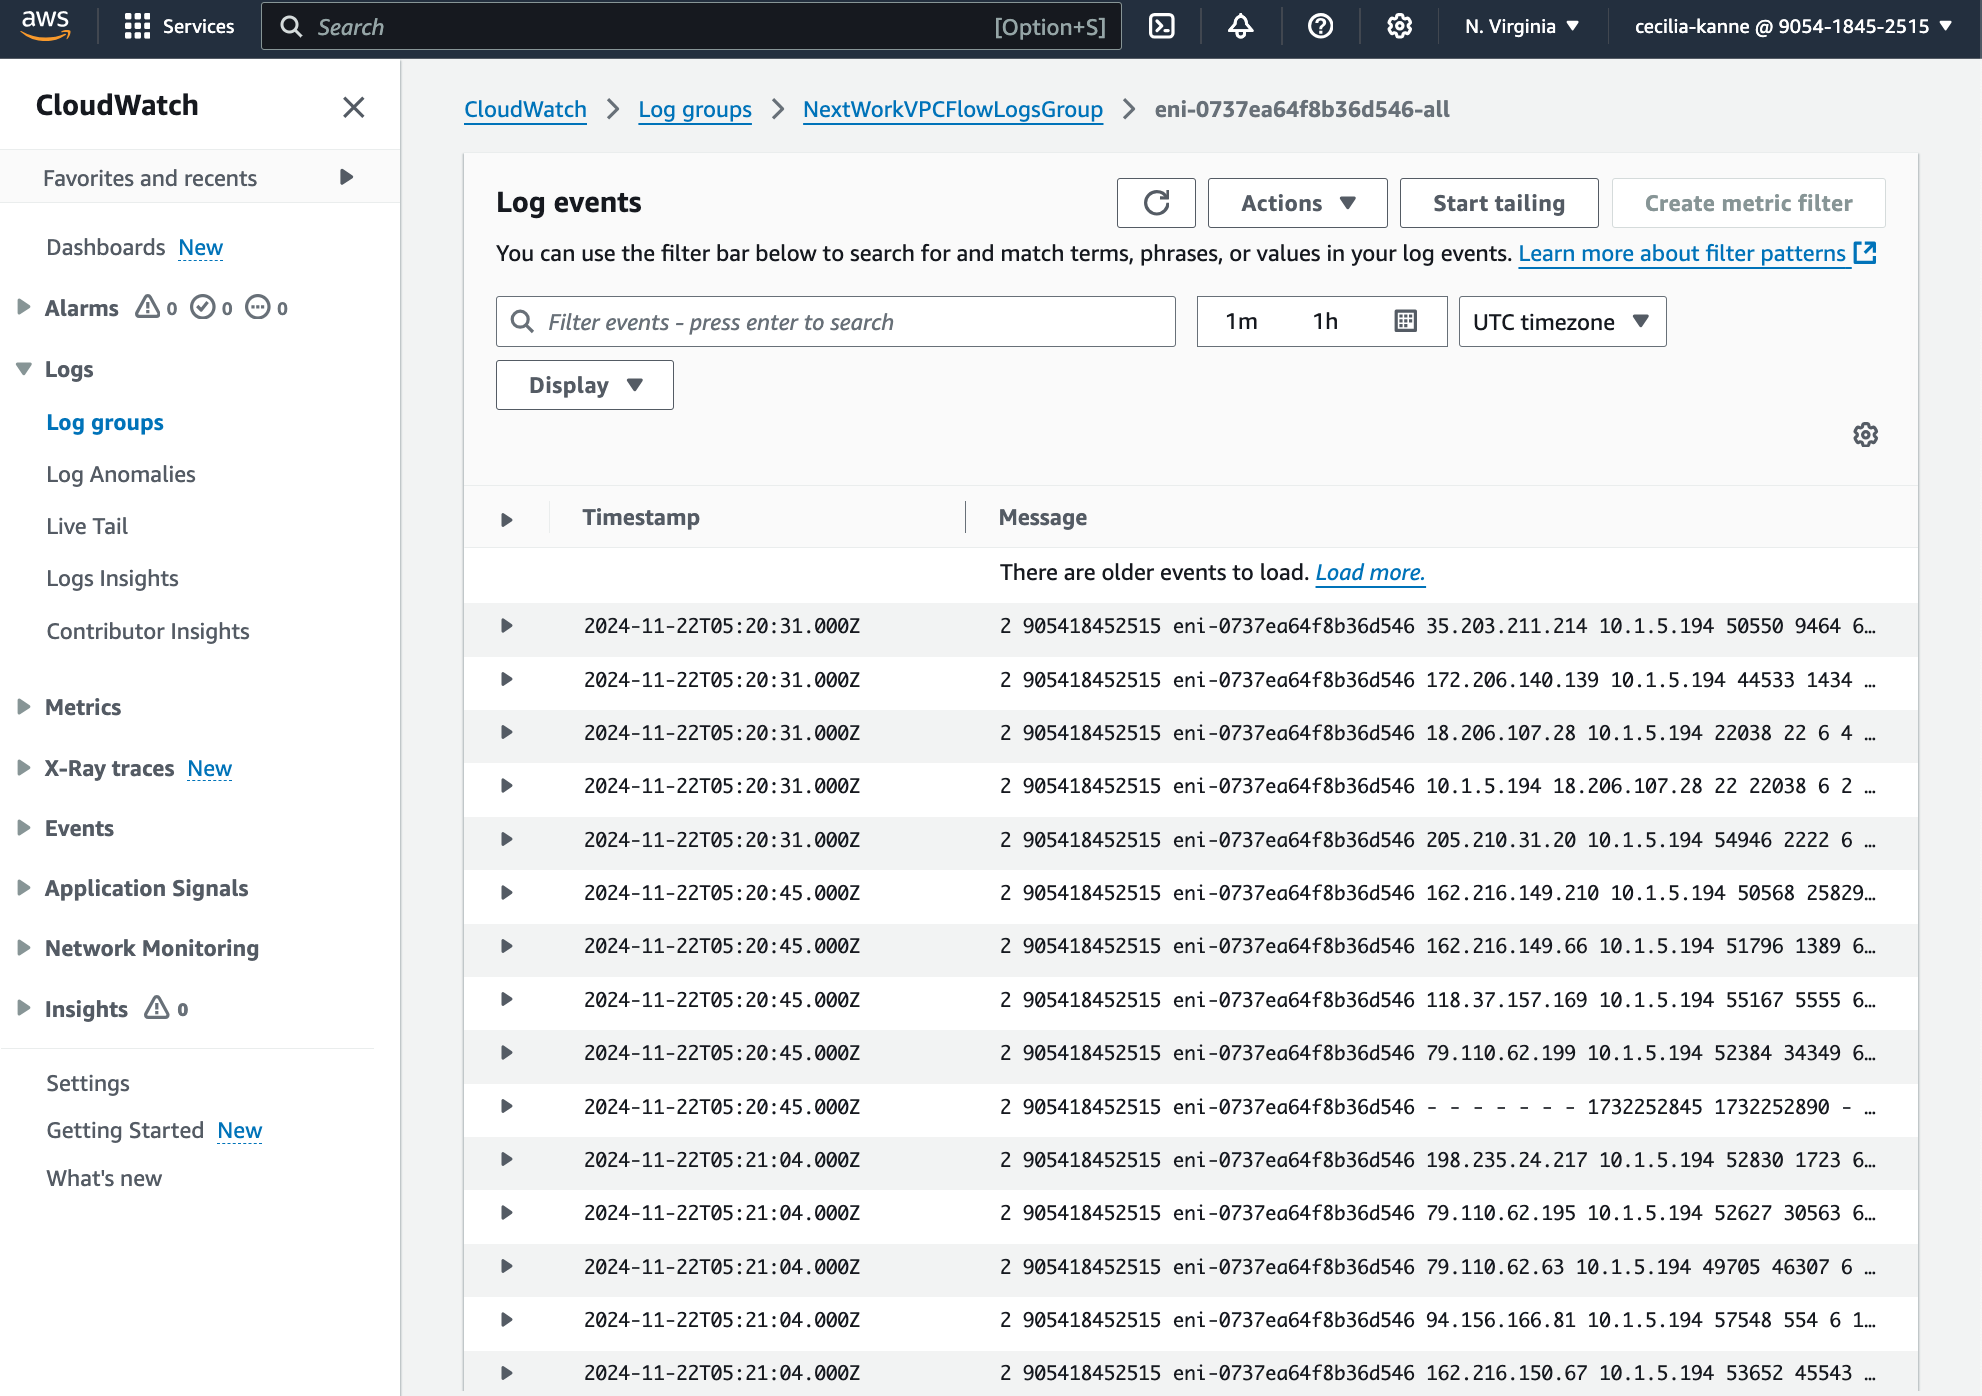 aws Services Search [Option+S] N. Virginia cecilia-kanne @ 9054-1845-2515
CloudWatch
Favorites and recents
Dashboards New
Alarms 0 0 0
Logs
Log groups
Log Anomalies
Live Tail
Logs Insights
Contributor Insights
Metrics
X-Ray traces New
Events
Application Signals
Network Monitoring
Insights 0
Settings
Getting Started New
What's new
CloudWatch Log groups NextWorkVPCFlowLogsGroup eni-0737ea64f8b36d546-all
Log events Actions Start tailing Create metric filter
You can use the filter bar below to search for and match terms, phrases, or values in your log events. Learn more about filter patterns
Filter events - press enter to search 1m 1h UTC timezone
Display
Timestamp Message
There are older events to load. Load more.
2024-11-22T05:20:31.000Z 2 905418452515 eni-0737ea64f8b36d546 35.203.211.214 10.1.5.194 50550 9464 6…
2024-11-22T05:20:31.000Z 2 905418452515 eni-0737ea64f8b36d546 172.206.140.139 10.1.5.194 44533 1434 …
2024-11-22T05:20:31.000Z 2 905418452515 eni-0737ea64f8b36d546 18.206.107.28 10.1.5.194 22038 22 6 4 …
2024-11-22T05:20:31.000Z 2 905418452515 eni-0737ea64f8b36d546 10.1.5.194 18.206.107.28 22 22038 6 2 …
2024-11-22T05:20:31.000Z 2 905418452515 eni-0737ea64f8b36d546 205.210.31.20 10.1.5.194 54946 2222 6 …
2024-11-22T05:20:45.000Z 2 905418452515 eni-0737ea64f8b36d546 162.216.149.210 10.1.5.194 50568 25829…
2024-11-22T05:20:45.000Z 2 905418452515 eni-0737ea64f8b36d546 162.216.149.66 10.1.5.194 51796 1389 6…
2024-11-22T05:20:45.000Z 2 905418452515 eni-0737ea64f8b36d546 118.37.157.169 10.1.5.194 55167 5555 6…
2024-11-22T05:20:45.000Z 2 905418452515 eni-0737ea64f8b36d546 79.110.62.199 10.1.5.194 52384 34349 6…
2024-11-22T05:20:45.000Z 2 905418452515 eni-0737ea64f8b36d546 - - - - - - - 1732252845 1732252890 - …
2024-11-22T05:21:04.000Z 2 905418452515 eni-0737ea64f8b36d546 198.235.24.217 10.1.5.194 52830 1723 6…
2024-11-22T05:21:04.000Z 2 905418452515 eni-0737ea64f8b36d546 79.110.62.195 10.1.5.194 52627 30563 6…
2024-11-22T05:21:04.000Z 2 905418452515 eni-0737ea64f8b36d546 79.110.62.63 10.1.5.194 49705 46307 6 …
2024-11-22T05:21:04.000Z 2 905418452515 eni-0737ea64f8b36d546 94.156.166.81 10.1.5.194 57548 554 6 1…
2024-11-22T05:21:04.000Z 2 905418452515 eni-0737ea64f8b36d546 162.216.150.67 10.1.5.194 53652 45543 …